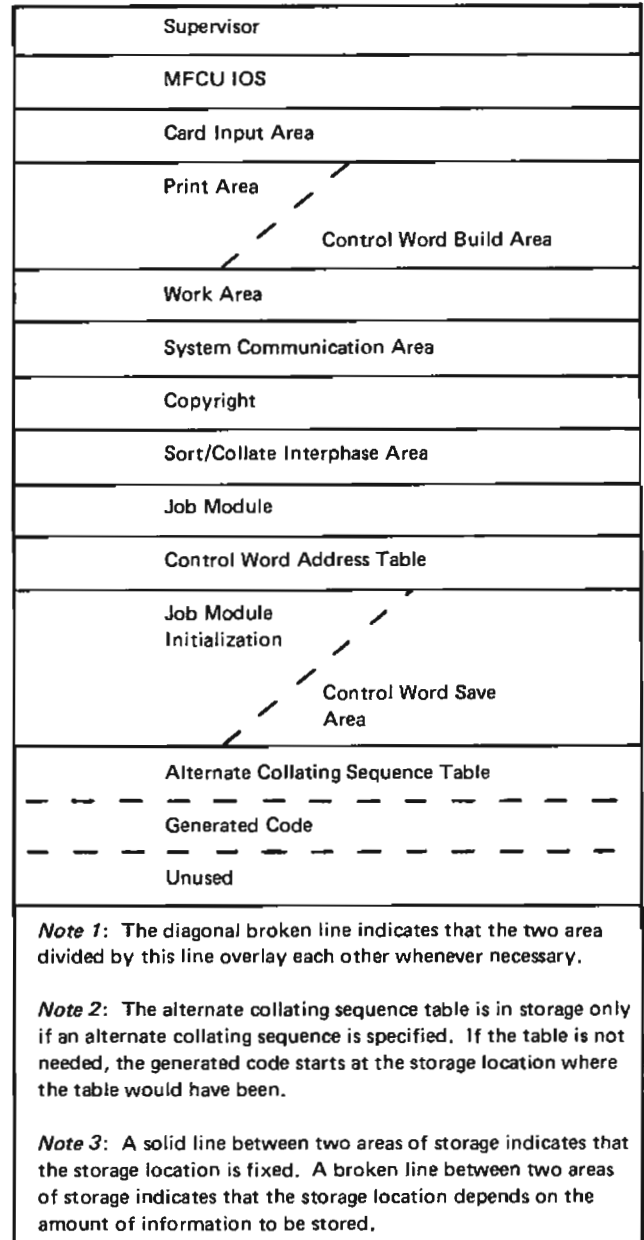 Supervisor
MFCU IOS
Card Input Area
Print Area
Control Word Build Area
Work Area
System Communication Area
Copyright
Sort/Collate Interphase Area
Job Module
Control Word Address Table
Job Module
Initialization
Control Word Save
Area
Alternate Collating Sequence Table
Generated Code
Unused
Note 1: The diagonal broken line indicates that the two area
divided by this line overlay each other whenever necessary.
Note 2: The alternate collating sequence table is in storage only
if an alternate collating sequence is specified. If the table is not
needed, the generated code starts at the storage location where
the table would have been.
Note 3: A solid line between two areas of storage indicates that
the storage location is fixed. A broken line between two areas
of storage indicates that the storage location depends on the
amount of information to be stored.